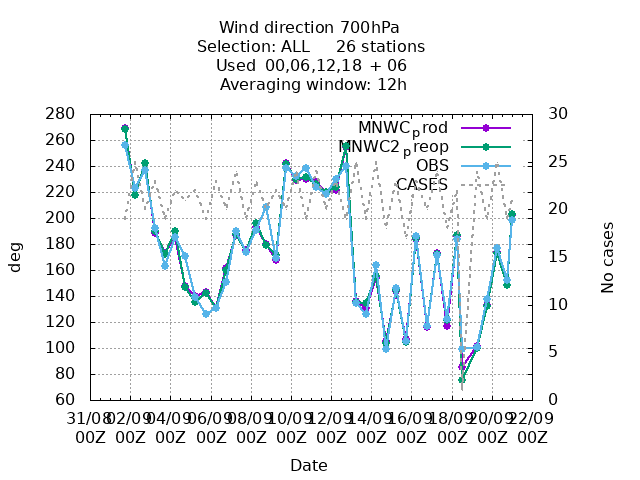 Wind direction 700hPa
Selection: ALL 26 stations
Used 00,06,12,18 + 06
Averaging window: 12h
280
260
240
220
200
180
160
140
120
100
80
60
deg
30
25
20
15
10
5
0
No cases
MNWC_prod
MNWC2_preop
OBS
CASES
31/08 02/09 04/09 06/09 08/09 10/09 12/09 14/09 16/09 18/09 20/09 22/09
00Z 00Z 00Z 00Z 00Z 00Z 00Z 00Z 00Z 00Z 00Z 00Z
Date